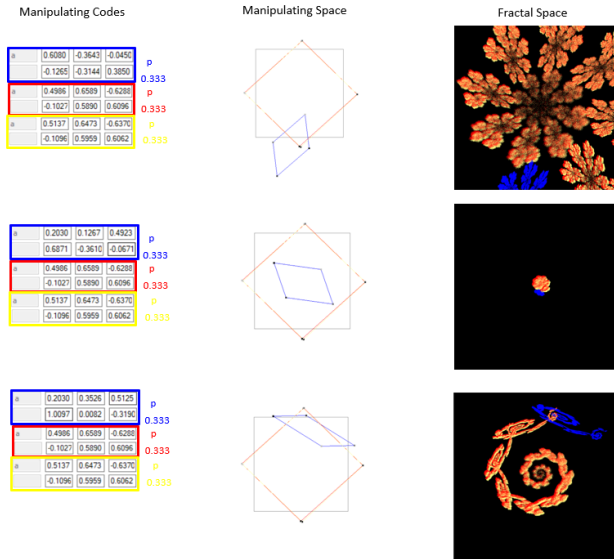 Manipulating Codes
Manipulating Space
Fractal Space
a 0.6080 -0.3643 -0.0450 p
-0.1265 -0.3144 0.3850 0.333
a 0.4986 0.6589 -0.6288 p
-0.1027 0.5890 0.6096 0.333
a 0.5137 0.6473 -0.6370 p
-0.1096 0.5959 0.6062 0.333
a 0.2030 0.1267 0.4923 p
0.6871 -0.3610 -0.0671 0.333
a 0.4986 0.6589 -0.6288 p
-0.1027 0.5890 0.6096 0.333
a 0.5137 0.6473 -0.6370 p
-0.1096 0.5959 0.6062 0.333
a 0.2030 0.3526 0.5125 p
1.0097 0.0082 -0.3190 0.333
a 0.4986 0.6589 -0.6288 p
-0.1027 0.5890 0.6096 0.333
a 0.5137 0.6473 -0.6370 p
-0.1096 0.5959 0.6062 0.333